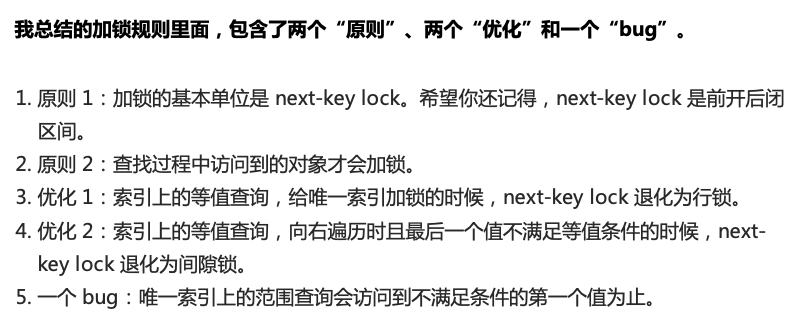 我总结的加锁规则里面，包含了两个“原则”、两个“优化”和一个“bug”。
1. 原则 1：加锁的基本单位是 next-key lock。希望你还记得，next-key lock 是前开后闭
区间。
2. 原则 2：查找过程中访问到的对象才会加锁。
3. 优化 1：索引上的等值查询，给唯一索引加锁的时候，next-key lock 退化为行锁。
4. 优化 2：索引上的等值查询，向右遍历时且最后一个值不满足等值条件的时候，next-
key lock 退化为间隙锁。
5. 一个 bug：唯一索引上的范围查询会访问到不满足条件的第一个值为止。